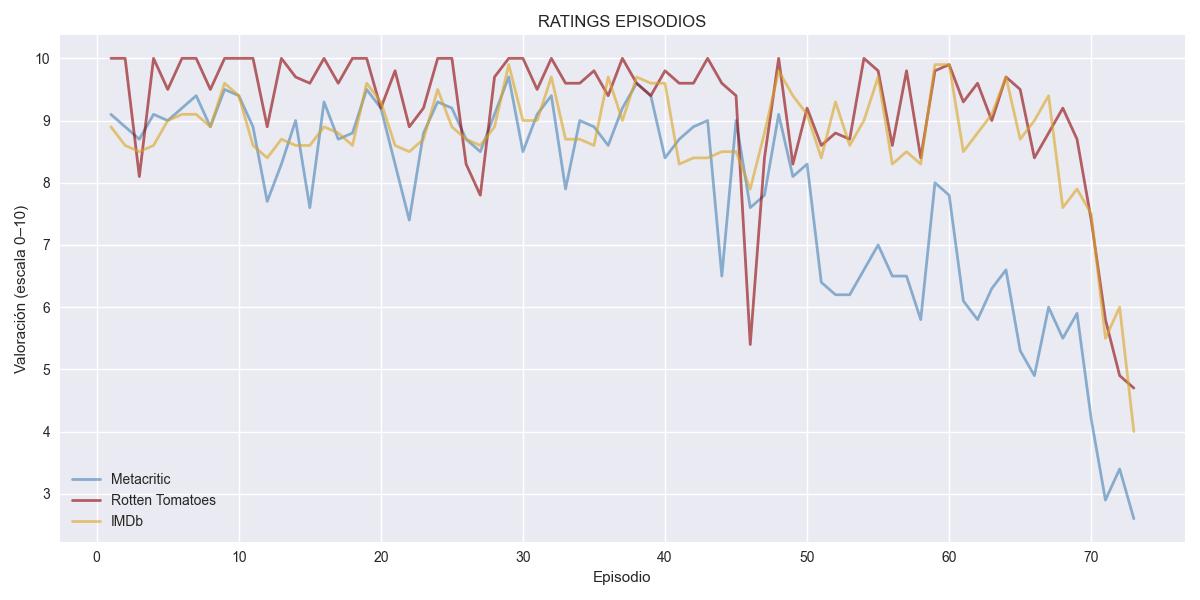 RATINGS EPISODIOS
Valoración (escala 0–10)
10
9
8
7
6
5
4
3
Metacritic
Rotten Tomatoes
IMDb
0 10 20 30 40 50 60 70
Episodio